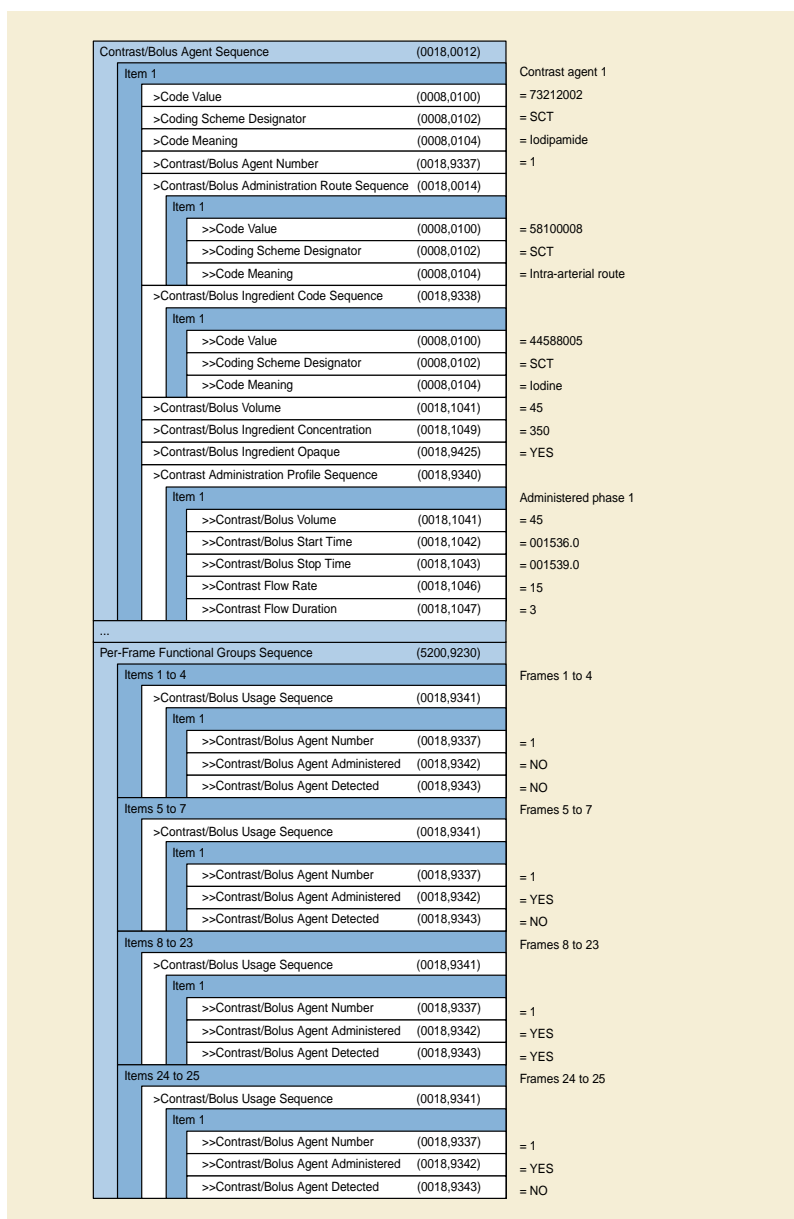 Contrast/Bolus Agent Sequence (0018,0012)
Item 1 Contrast agent 1
>Code Value (0008,0100) = 73212002
>Coding Scheme Designator (0008,0102) = SCT
>Code Meaning (0008,0104) = Iodipamide
>Contrast/Bolus Agent Number (0018,9337) = 1
>Contrast/Bolus Administration Route Sequence (0018,0014)
Item 1
>>Code Value (0008,0100) = 58100008
>>Coding Scheme Designator (0008,0102) = SCT
>>Code Meaning (0008,0104) = Intra-arterial route
>Contrast/Bolus Ingredient Code Sequence (0018,9338)
Item 1
>>Code Value (0008,0100) = 44588005
>>Coding Scheme Designator (0008,0102) = SCT
>>Code Meaning (0008,0104) = Iodine
>Contrast/Bolus Volume (0018,1041) = 45
>Contrast/Bolus Ingredient Concentration (0018,1049) = 350
>Contrast/Bolus Ingredient Opaque (0018,9425) = YES
>Contrast Administration Profile Sequence (0018,9340)
Item 1 Administered phase 1
>>Contrast/Bolus Volume (0018,1041) = 45
>>Contrast/Bolus Start Time (0018,1042) = 001536.0
>>Contrast/Bolus Stop Time (0018,1043) = 001539.0
>>Contrast Flow Rate (0018,1046) = 15
>>Contrast Flow Duration (0018,1047) = 3
...
Per-Frame Functional Groups Sequence (5200,9230)
Items 1 to 4 Frames 1 to 4
>Contrast/Bolus Usage Sequence (0018,9341)
Item 1
>>Contrast/Bolus Agent Number (0018,9337) = 1
>>Contrast/Bolus Agent Administered (0018,9342) = NO
>>Contrast/Bolus Agent Detected (0018,9343) = NO
Items 5 to 7 Frames 5 to 7
>Contrast/Bolus Usage Sequence (0018,9341)
Item 1
>>Contrast/Bolus Agent Number (0018,9337) = 1
>>Contrast/Bolus Agent Administered (0018,9342) = YES
>>Contrast/Bolus Agent Detected (0018,9343) = NO
Items 8 to 23 Frames 8 to 23
>Contrast/Bolus Usage Sequence (0018,9341)
Item 1
>>Contrast/Bolus Agent Number (0018,9337) = 1
>>Contrast/Bolus Agent Administered (0018,9342) = YES
>>Contrast/Bolus Agent Detected (0018,9343) = YES
Items 24 to 25 Frames 24 to 25
>Contrast/Bolus Usage Sequence (0018,9341)
Item 1
>>Contrast/Bolus Agent Number (0018,9337) = 1
>>Contrast/Bolus Agent Administered (0018,9342) = YES
>>Contrast/Bolus Agent Detected (0018,9343) = NO